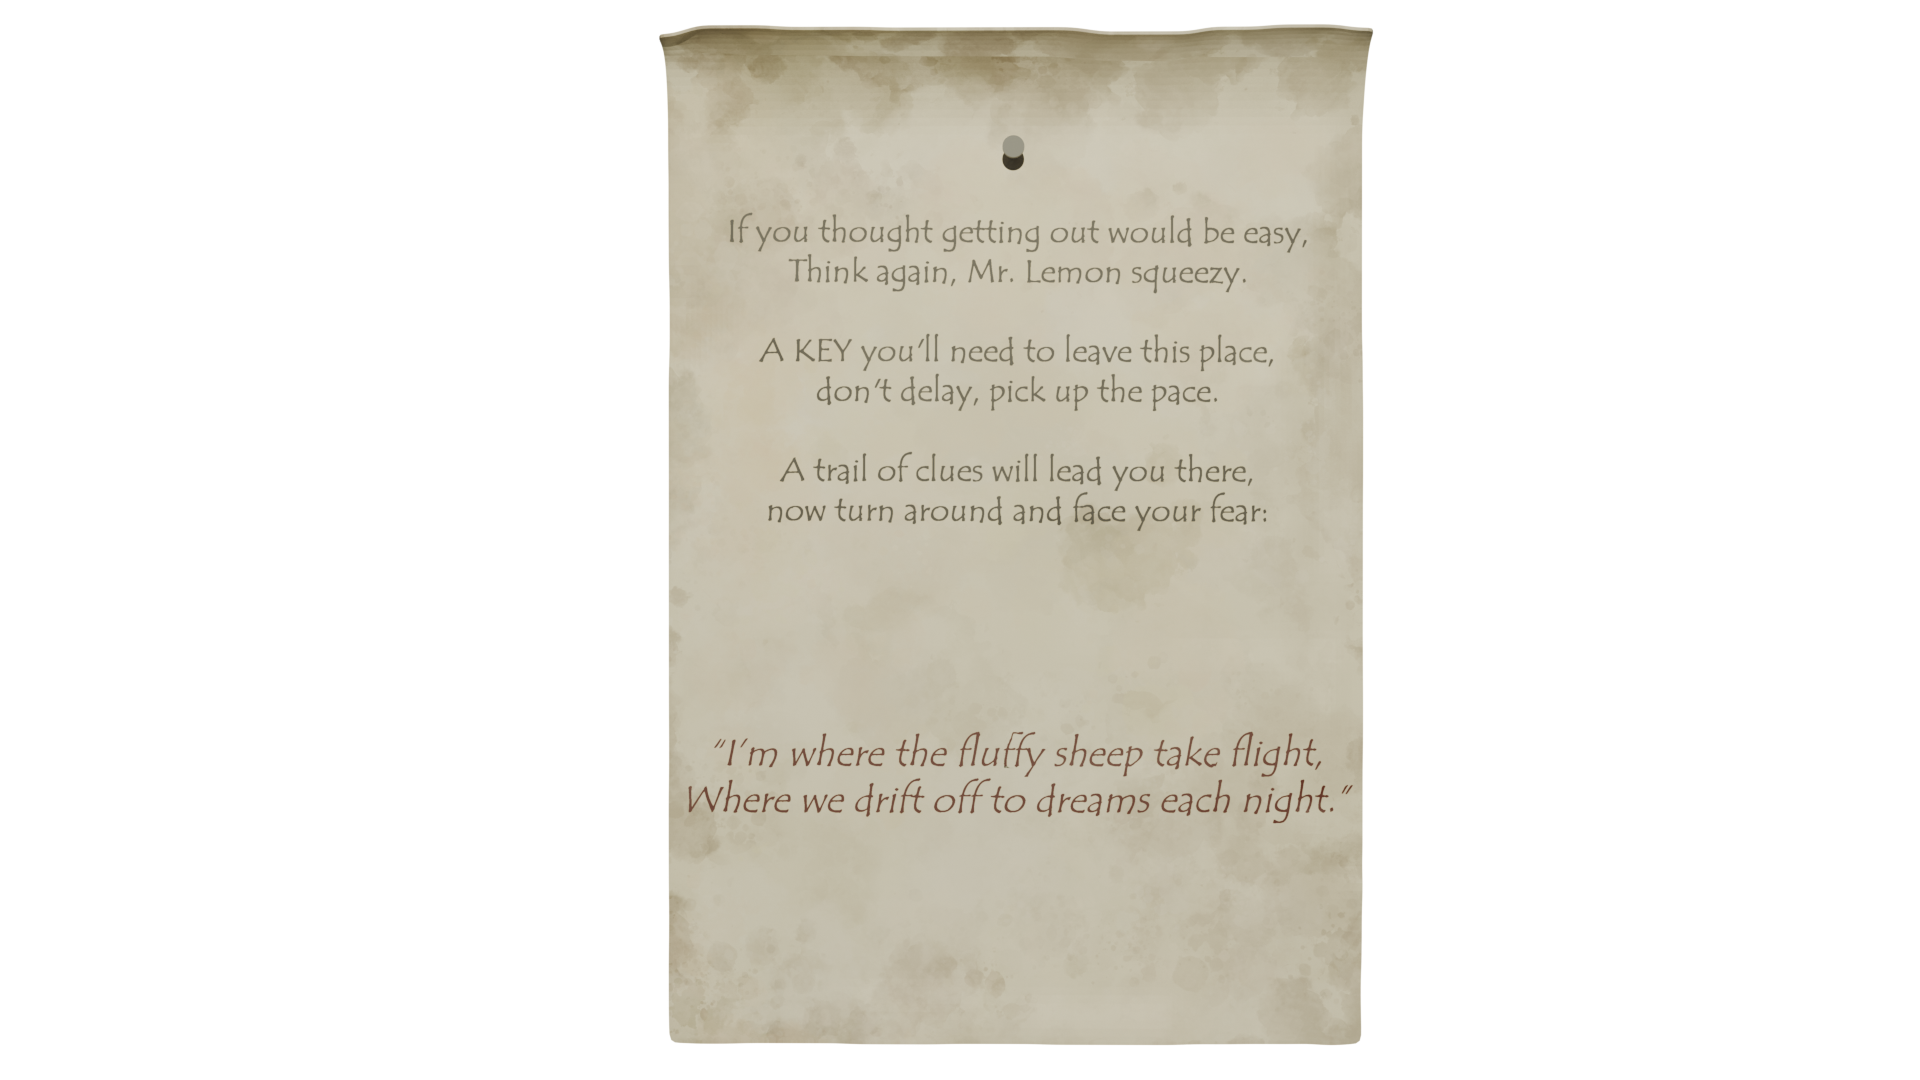 If you thought getting out would be easy,
Think again, Mr. Lemon squeezy.
A KEY you'll need to leave this place,
don't delay, pick up the pace.
A trail of clues will lead you there,
now turn around and face your fear:
"I'm where the fluffy sheep take flight,
Where we drift off to dreams each night."